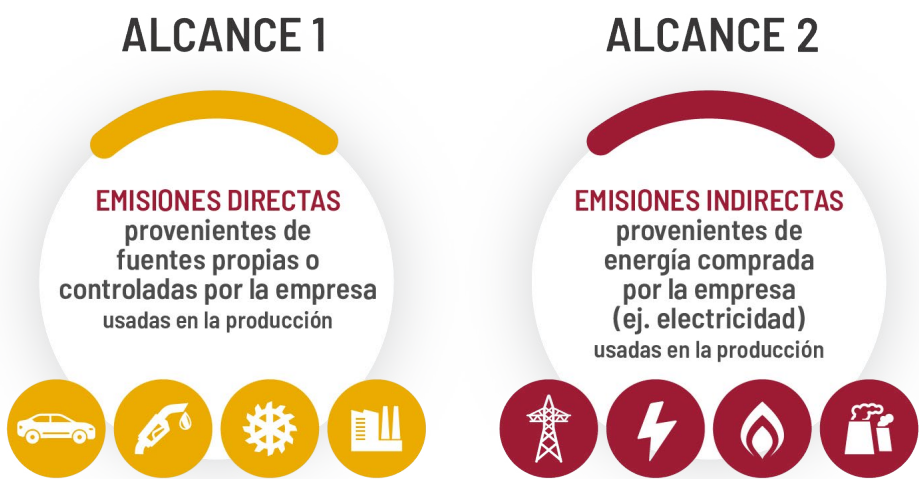 ALCANCE 1
EMISIONES DIRECTAS
provenientes de
fuentes propias o
controladas por la empresa
usadas en la producción
ALCANCE 2
EMISIONES INDIRECTAS
provenientes de
energía comprada
por la empresa
(ej. electricidad)
usadas en la producción